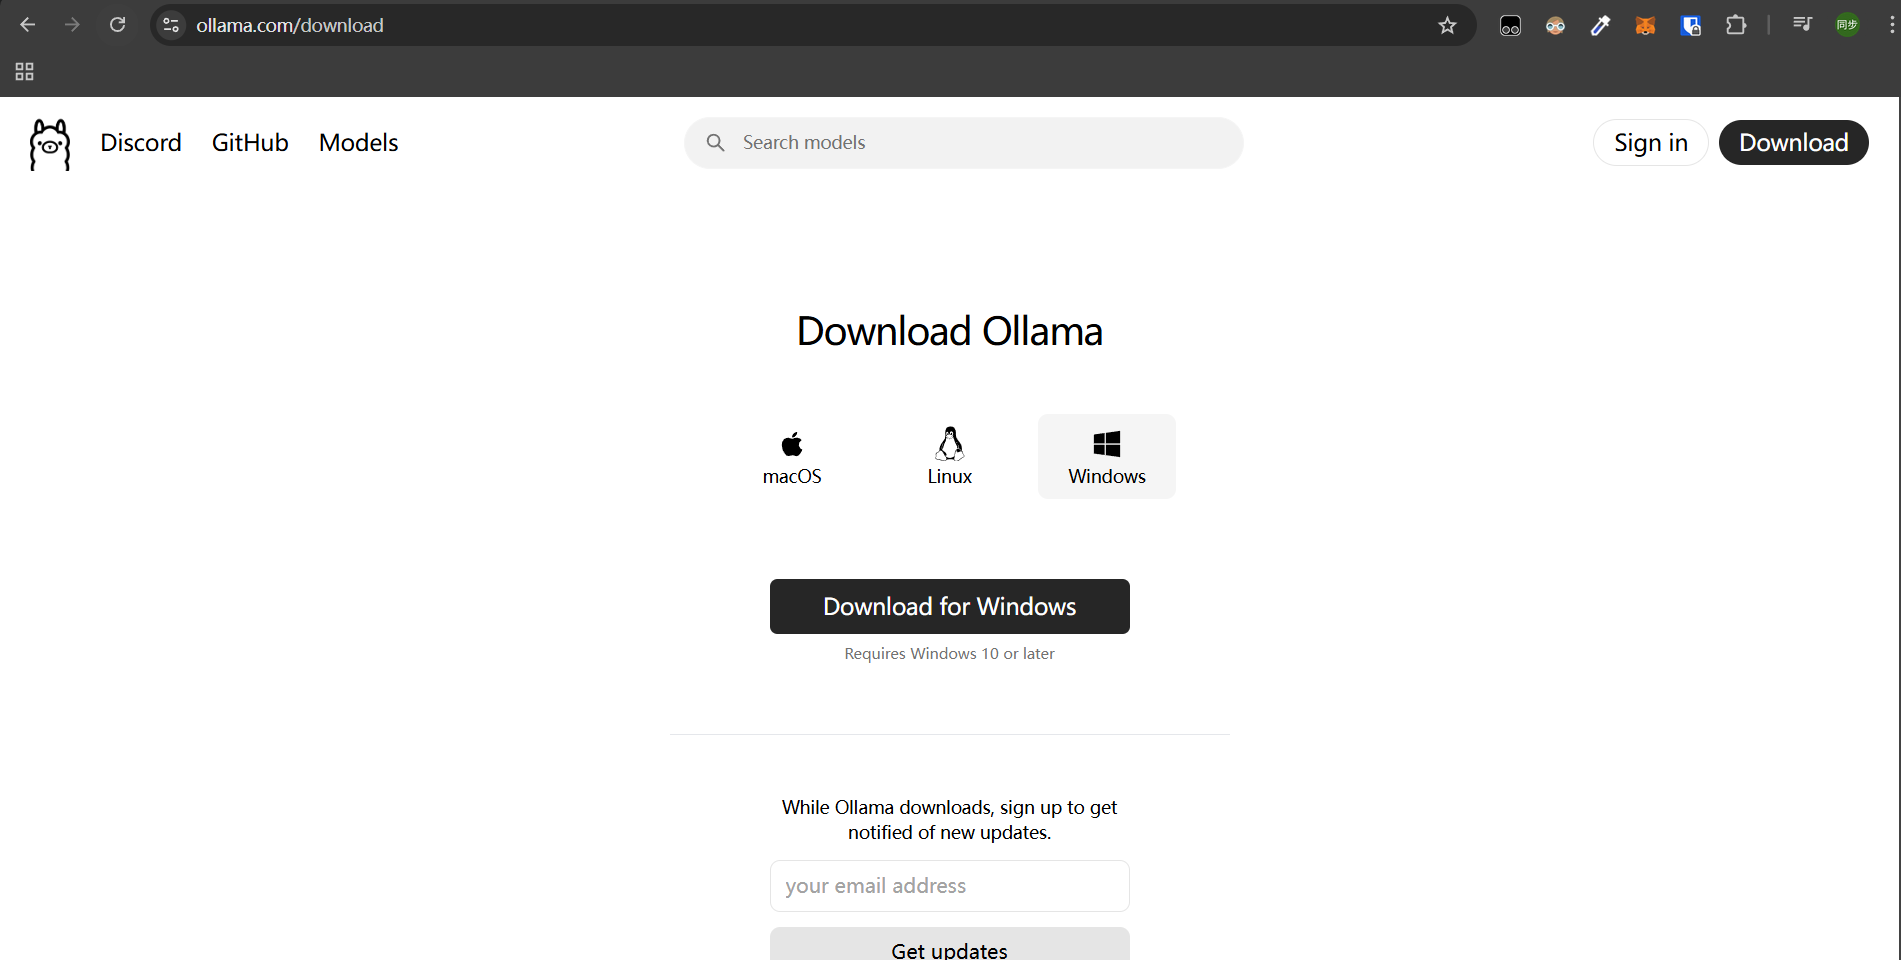 ollama.com/download
同步
Discord
GitHub
Models
Search models
Sign in
Download
Download Ollama
macOS
Linux
Windows
Download for Windows
Requires Windows 10 or later
While Ollama downloads, sign up to get
notified of new updates.
your email address
Get updates